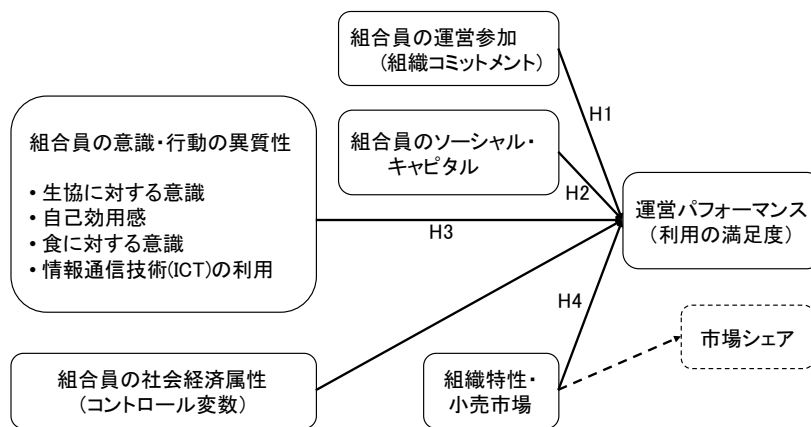 組合員の運営参加
(組織コミットメント)
H1
組合員の意識・行動の異質性
• 生協に対する意識
• 自己効用感
• 食に対する意識
• 情報通信技術(ICT)の利用
組合員のソーシャル・
キャピタル
H2
H3
運営パフォーマンス
(利用の満足度)
H4
市場シェア
組合員の社会経済属性
(コントロール変数)
組織特性・
小売市場